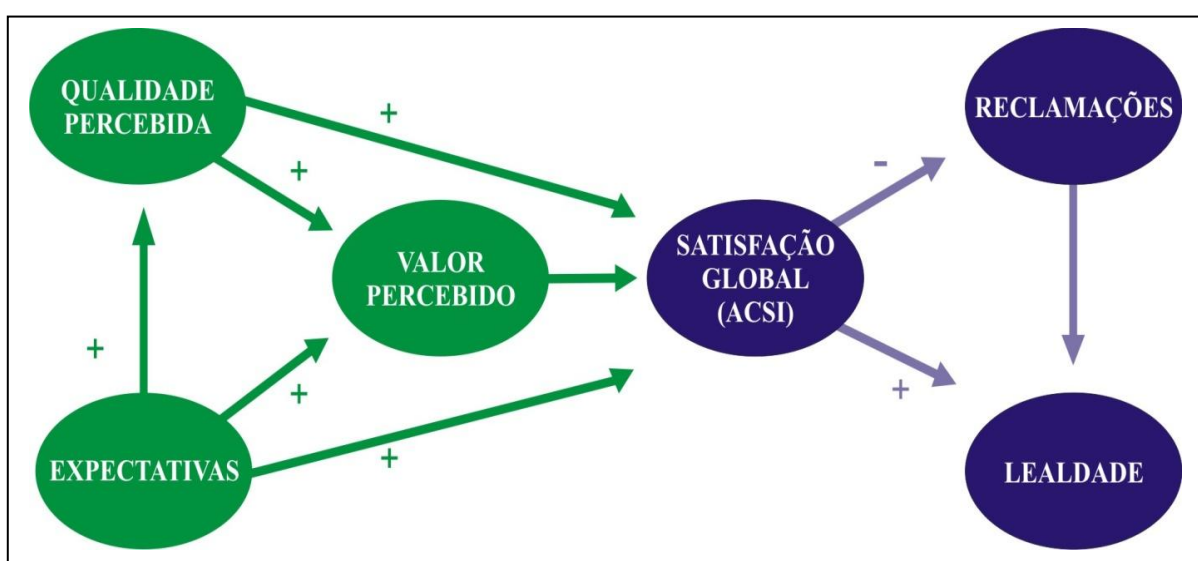 QUALIDADE
PERCEBIDA
+
+
+
VALOR
PERCEBIDO
+
+
EXPECTATIVAS
SATISFAÇÃO
GLOBAL
(ACSI)
-
+
RECLAMAÇÕES
LEALDADE